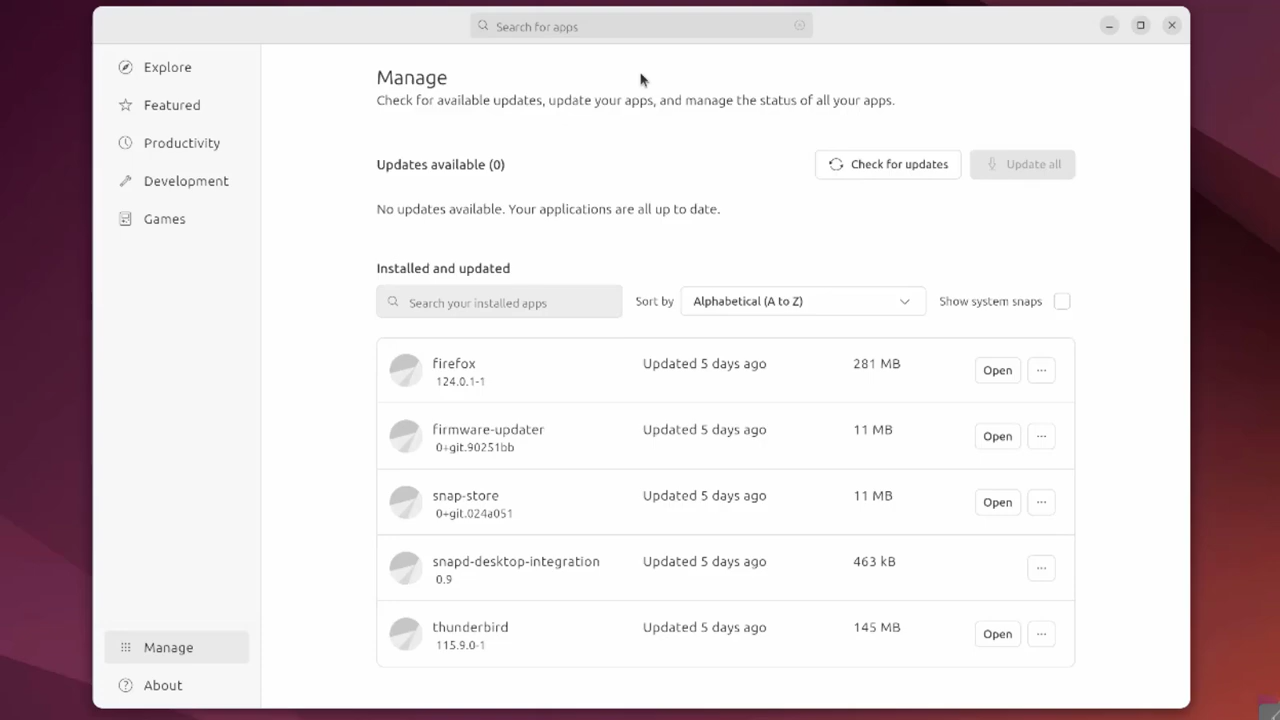 Search for apps
Explore
Featured
Productivity
Development
Games
Manage
About
Manage
Check for available updates, update your apps, and manage the status of all your apps.
Updates available (0)
Check for updates
Update all
No updates available. Your applications are all up to date.
Installed and updated
Search your installed apps
Sort by
Alphabetical (A to Z)
Show system snaps
firefox
124.0.1-1
Updated 5 days ago
281 MB
Open
firmware-updater
0+git.90251bb
Updated 5 days ago
11 MB
Open
snap-store
0+git.024a051
Updated 5 days ago
11 MB
Open
snapd-desktop-integration
0.9
Updated 5 days ago
463 kB
thunderbird
115.9.0-1
Updated 5 days ago
145 MB
Open